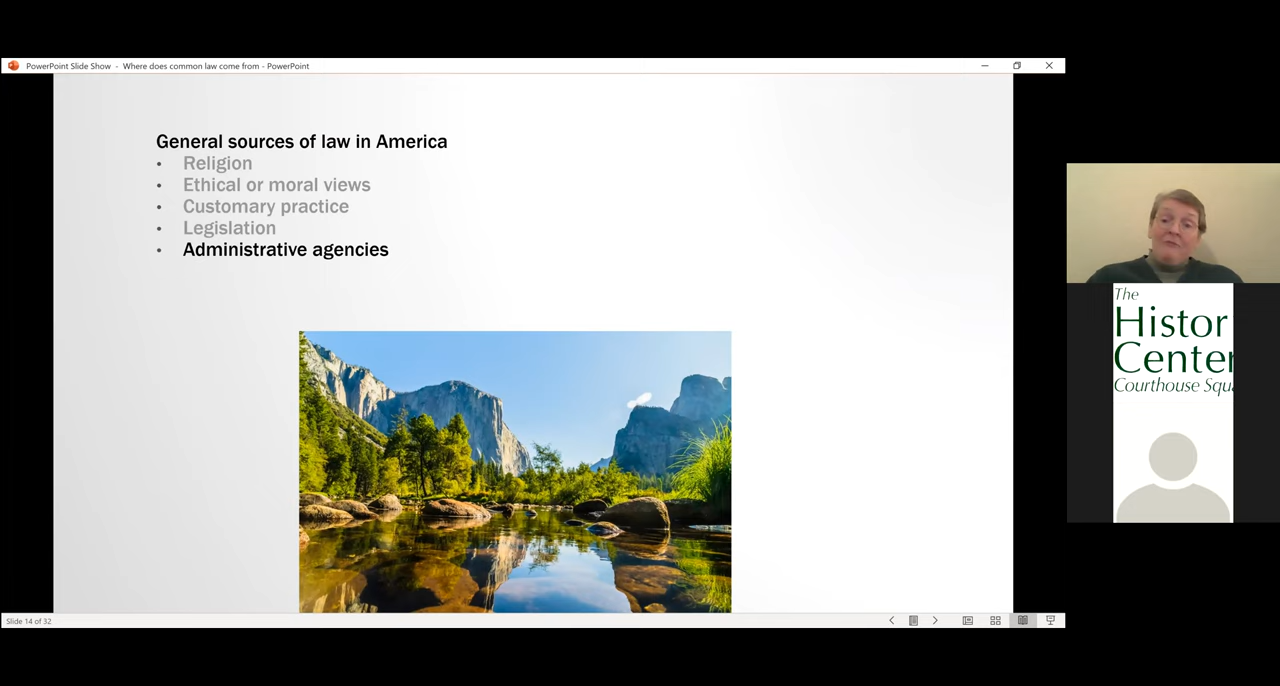 PowerPoint Slide Show - Where does common law come from - PowerPoint
General sources of law in America
• Religion
• Ethical or moral views
• Customary practice
• Legislation
• Administrative agencies
The
Histor
Center
Courthouse Squ
Slide 14 of 32